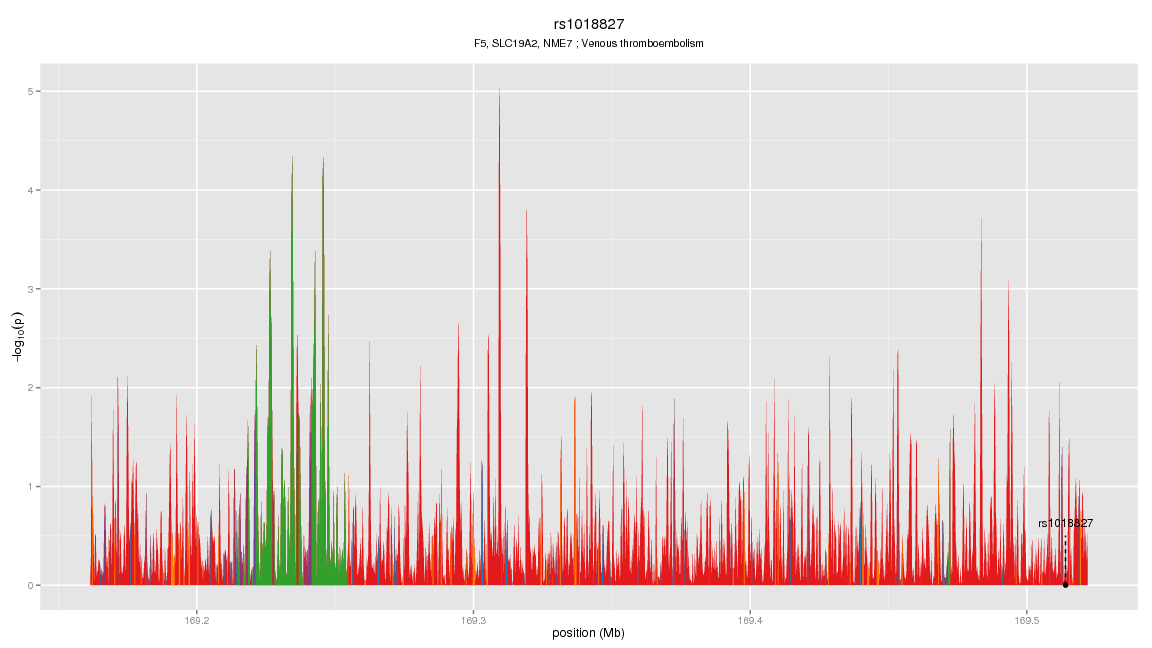 rs1018827
F5, SLC19A2, NME7 ; Venous thromboembolism
5
4
3
2
1
0
−log10(p)
rs1018827
169.2
169.3
169.4
169.5
position (Mb)